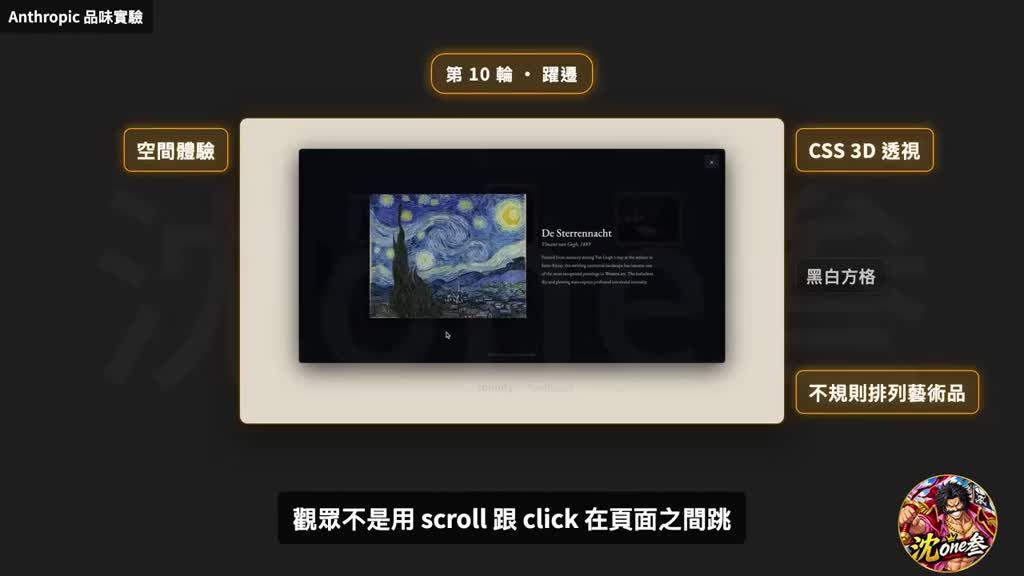 Anthropic 品味實驗
第 10 輪 · 躍遷
空間體驗
CSS 3D 透視
De Sterrennacht
Vincent van Gogh, 1889
黑白方格
不規則排列藝術品
觀眾不是用 scroll 跟 click 在頁面之間跳
沈one叁